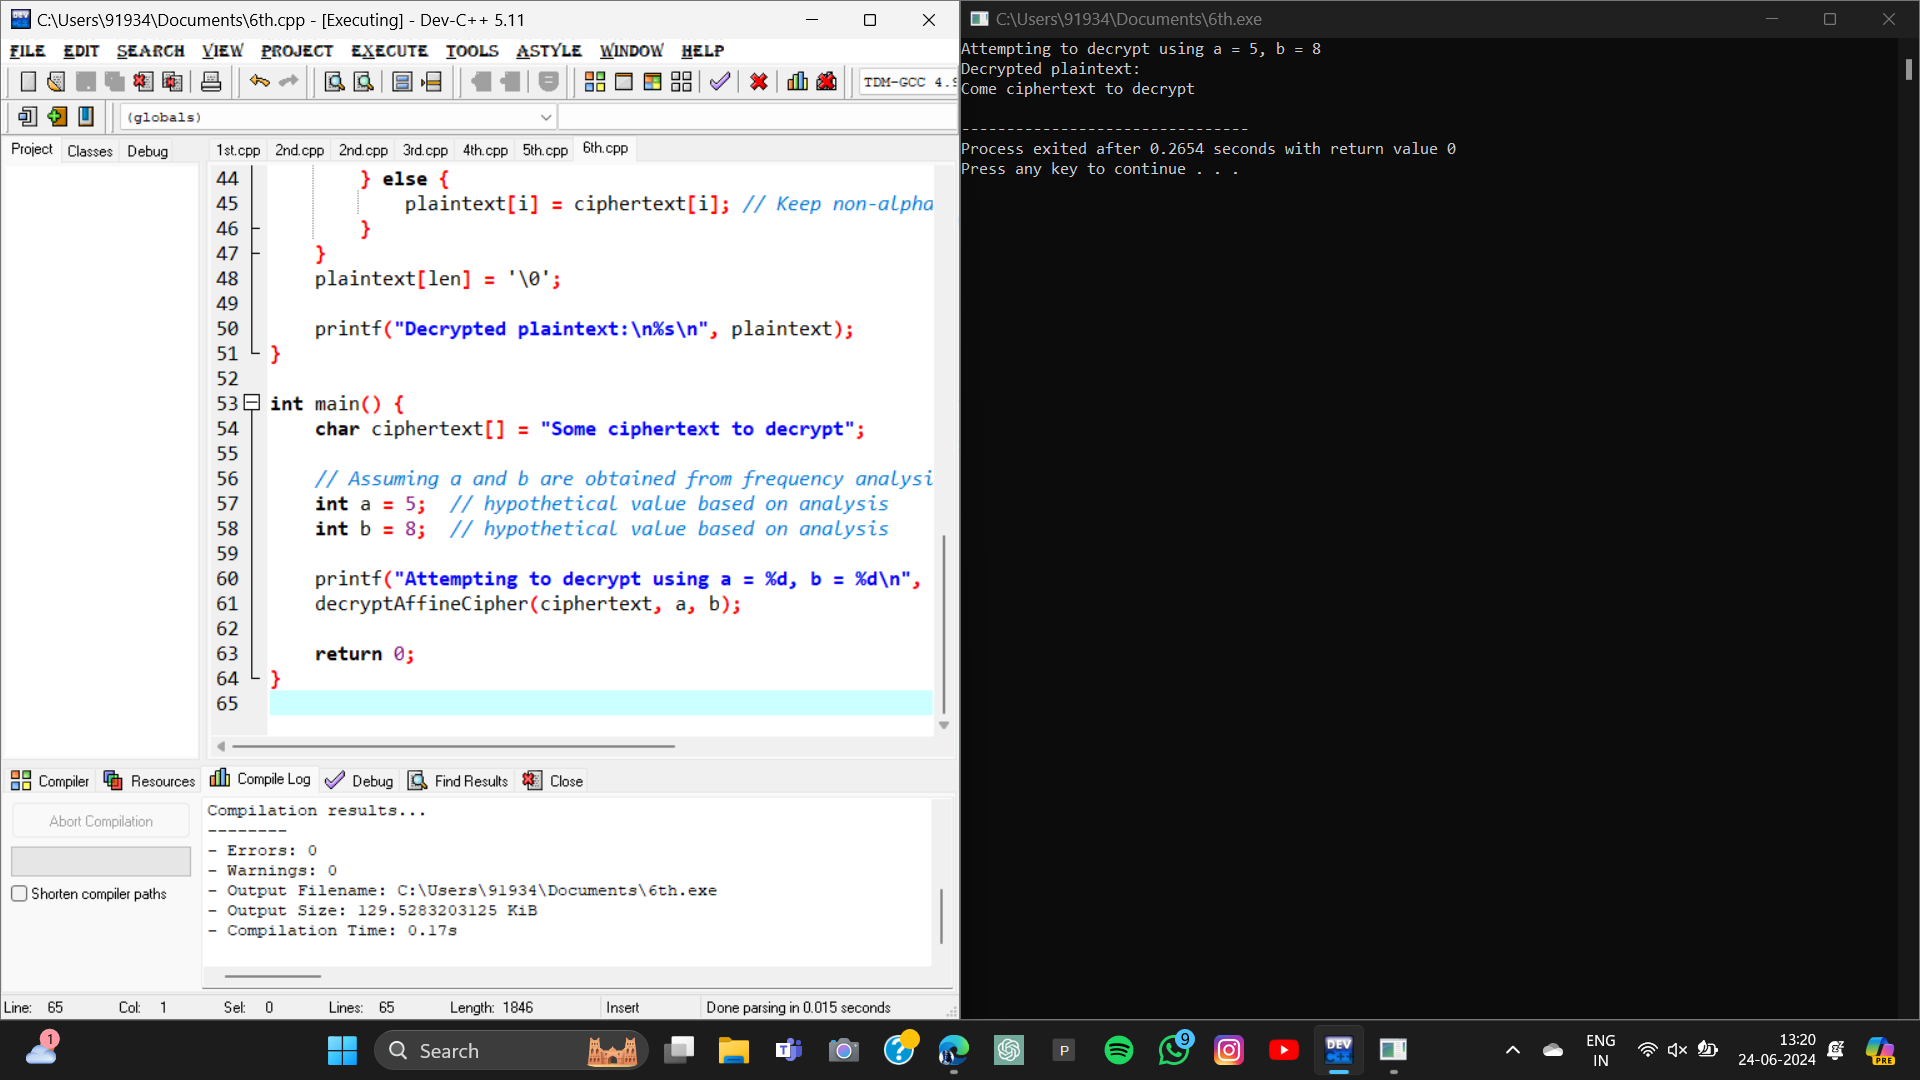 C:\Users\91934\Documents\6th.cpp - [Executing] - Dev-C++ 5.11
FILE EDIT SEARCH VIEW PROJECT EXECUTE TOOLS ASTYLE WINDOW HELP
TDM-GCC 4.9
(globals)
Project Classes Debug
1st.cpp 2nd.cpp 2nd.cpp 3rd.cpp 4th.cpp 5th.cpp 6th.cpp
44 } else {
45 plaintext[i] = ciphertext[i]; // Keep non-alpha
46 }
47 }
48 plaintext[len] = '\0';
49
50 printf("Decrypted plaintext:\n%s\n", plaintext);
51 }
52
53 int main() {
54 char ciphertext[] = "Some ciphertext to decrypt";
55
56 // Assuming a and b are obtained from frequency analysi
57 int a = 5; // hypothetical value based on analysis
58 int b = 8; // hypothetical value based on analysis
59
60 printf("Attempting to decrypt using a = %d, b = %d\n",
61 decryptAffineCipher(ciphertext, a, b);
62
63 return 0;
64 }
65
Compiler Resources Compile Log Debug Find Results Close
Abort Compilation
Shorten compiler paths
Compilation results...
--------
- Errors: 0
- Warnings: 0
- Output Filename: C:\Users\91934\Documents\6th.exe
- Output Size: 129.5283203125 KiB
- Compilation Time: 0.17s
Line: 65 Col: 1 Sel: 0 Lines: 65 Length: 1846 Insert Done parsing in 0.015 seconds
C:\Users\91934\Documents\6th.exe
Attempting to decrypt using a = 5, b = 8
Decrypted plaintext:
Come ciphertext to decrypt
--------------------------------
Process exited after 0.2654 seconds with return value 0
Press any key to continue . . .
1
Search
P
9
DEV
ENG
IN
13:20
24-06-2024
PRE